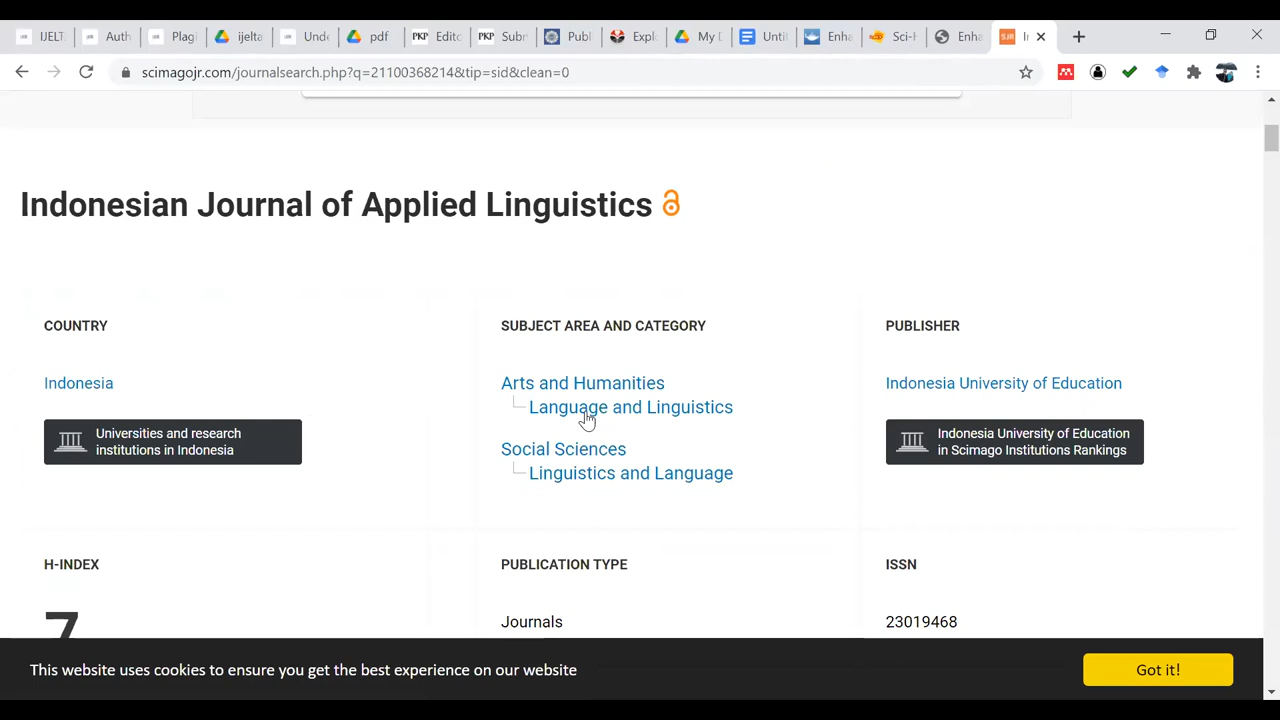 IJELT
Auth
Plagi
ijelta
Unde
pdf
Edito
Subm
Publ
Explo
My D
Untit
Enha
Sci-H
Enha
scimagojr.com/journalsearch.php?q=21100368214&tip=sid&clean=0
Indonesian Journal of Applied Linguistics
COUNTRY
Indonesia
Universities and research
institutions in Indonesia
SUBJECT AREA AND CATEGORY
Arts and Humanities
Language and Linguistics
Social Sciences
Linguistics and Language
PUBLISHER
Indonesia University of Education
Indonesia University of Education
in Scimago Institutions Rankings
H-INDEX
7
PUBLICATION TYPE
Journals
ISSN
23019468
This website uses cookies to ensure you get the best experience on our website
Got it!